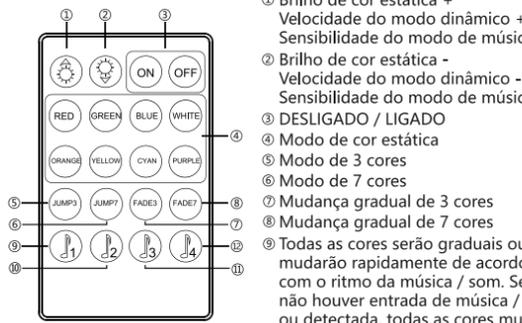 ① ② ③
ON OFF
RED GREEN BLUE WHITE
④
ORANGE YELLOW CYAN PURPLE
⑤ JUMP3 JUMP7 FADE3 FADE7 ⑧
⑥ ⑦
⑨ 1 2 3 4 ⑫
⑩ ⑪
① Brilho de cor estática +
Velocidade do modo dinâmico +
Sensibilidade do modo de
② Brilho de cor estática -
Velocidade do modo dinâmico -
Sensibilidade do modo de
③ DESLIGADO / LIGADO
④ Modo de cor estática
⑤ Modo de 3 cores
⑥ Modo de 7 cores
⑦ Mudança gradual de 3 cores
⑧ Mudança gradual de 7 cores
⑨ Todas as cores serão graduais ou
mudarão rapidamente de
com o ritmo da música / som.
não houver entrada de música /
ou detectada, todas as cores